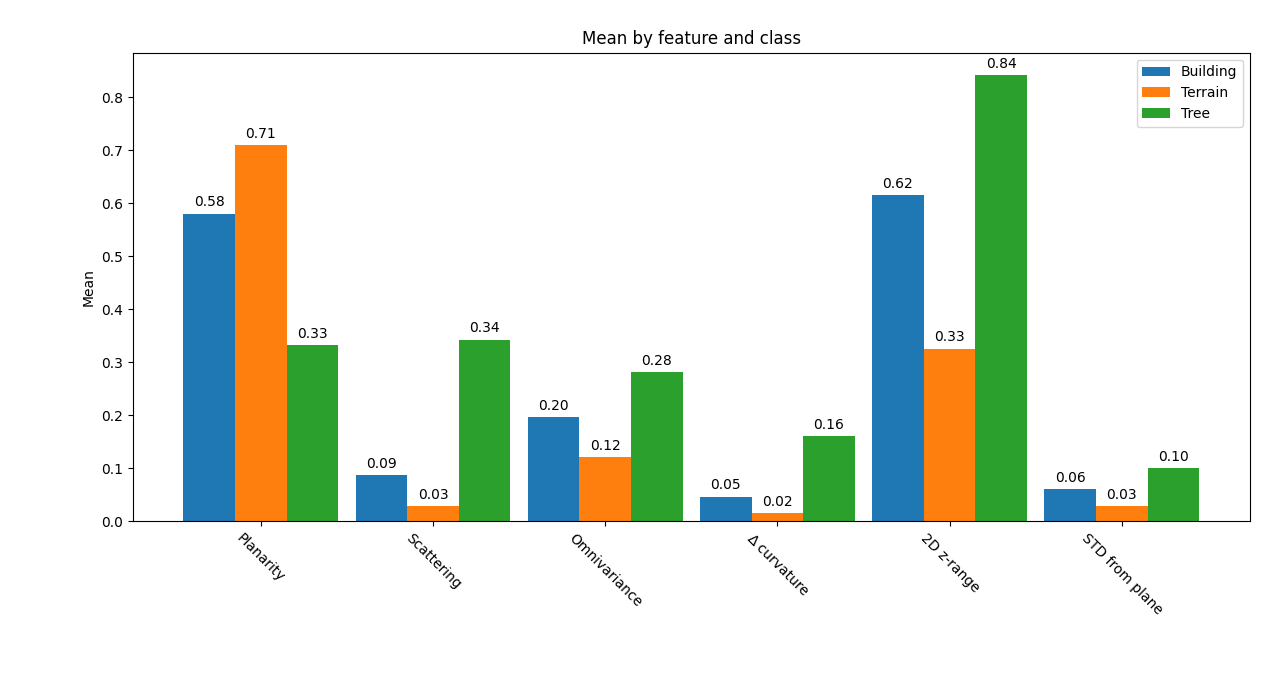 Mean by feature and class
Building
Terrain
Tree
Mean
0.8
0.7
0.6
0.5
0.4
0.3
0.2
0.1
0.0
0.58
0.71
0.33
0.09
0.03
0.34
0.20
0.12
0.28
0.05
0.02
0.16
0.62
0.33
0.84
0.06
0.03
0.10
Planarity
Scattering
Omnivariance
Δ curvature
2D z-range
STD from plane